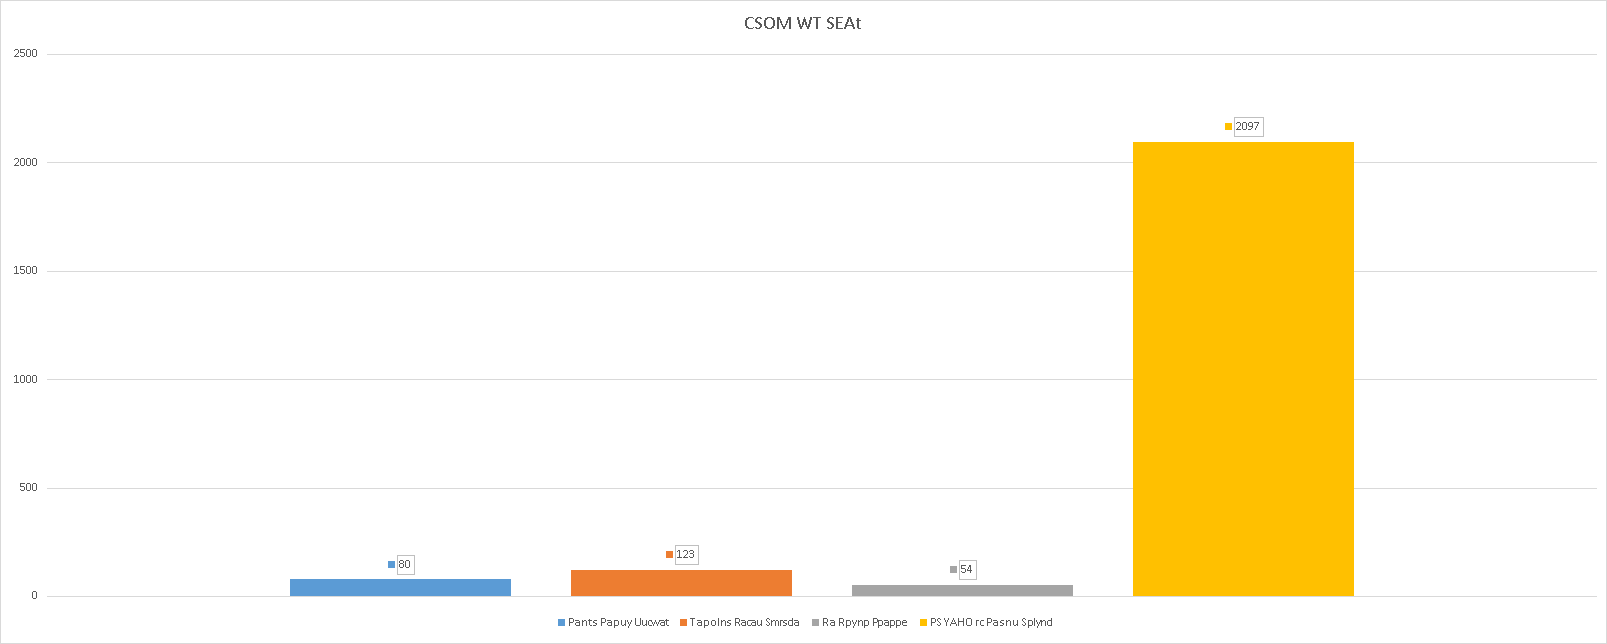 CSOM WT SEAt
2500
2000
1500
1000
500
0
80
123
54
2097
Pants Papuy Uucwat
Tapolns Racau Smrsda
Ra Rpynp Ppappe
PS YAHO rc Pasnu Splynd